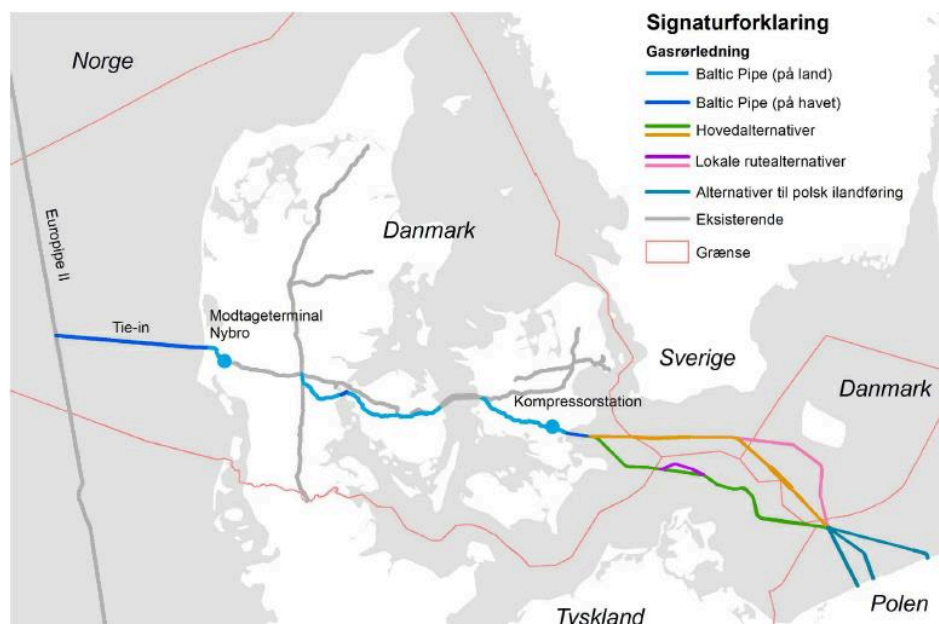 Signaturforklaring
Gasrørledning
Baltic Pipe (på land)
Baltic Pipe (på havet)
Hovedalternativer
Lokale rutealternativer
Alternativer til polsk ilandføring
Eksisterende
Grænse
Norge
Europipe II
Danmark
Tie-in
Modtageterminal
Nybro
Sverige
Danmark
Kompressorstation
Polen
Tyskland